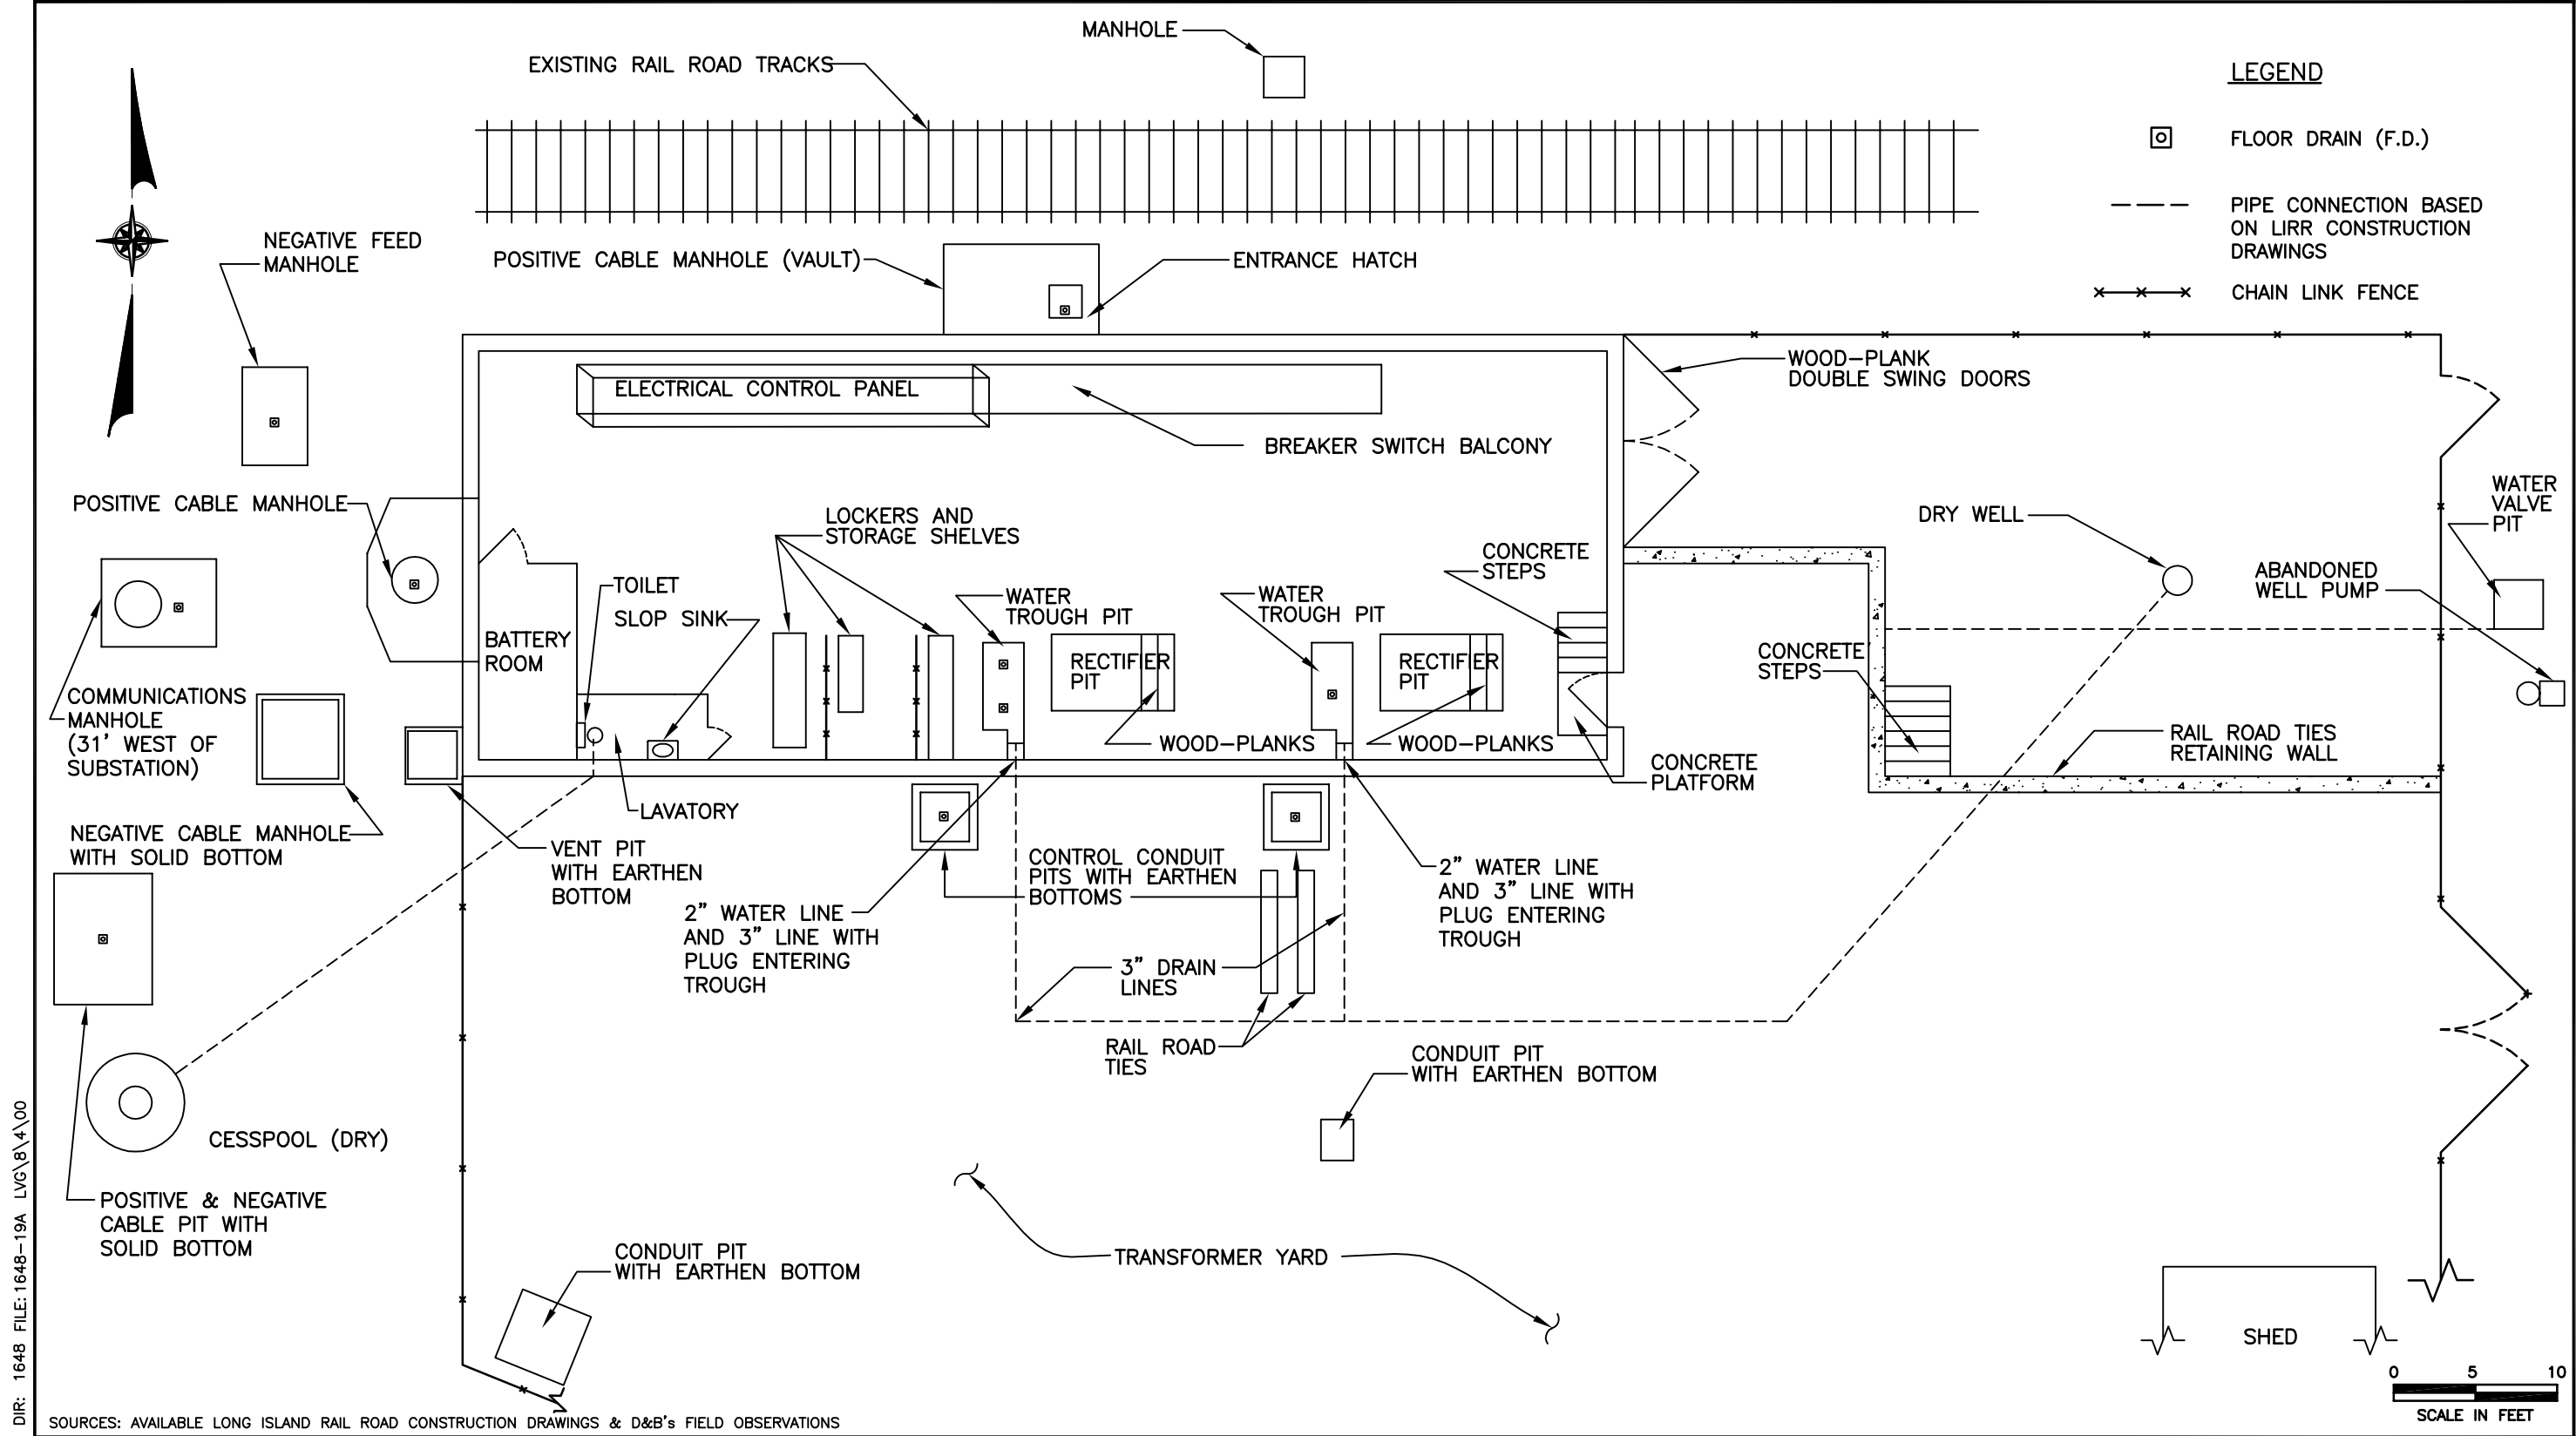 MANHOLE
EXISTING RAIL ROAD TRACKS
LEGEND
FLOOR DRAIN (F.D.)
PIPE CONNECTION BASED
ON LIRR CONSTRUCTION
DRAWINGS
CHAIN LINK FENCE
NEGATIVE FEED
MANHOLE
POSITIVE CABLE MANHOLE (VAULT)
ENTRANCE HATCH
WOOD-PLANK
DOUBLE SWING DOORS
ELECTRICAL CONTROL PANEL
BREAKER SWITCH BALCONY
POSITIVE CABLE MANHOLE
LOCKERS AND
STORAGE SHELVES
CONCRETE
STEPS
DRY WELL
WATER
VALVE
PIT
ABANDONED
WELL PUMP
TOILET
SLOP SINK
WATER
TROUGH PIT
WATER
TROUGH PIT
BATTERY
ROOM
RECTIFIER
PIT
RECTIFIER
PIT
CONCRETE
STEPS
COMMUNICATIONS
MANHOLE
(31' WEST OF
SUBSTATION)
WOOD-PLANKS
WOOD-PLANKS
CONCRETE
PLATFORM
RAIL ROAD TIES
RETAINING WALL
LAVATORY
NEGATIVE CABLE MANHOLE
WITH SOLID BOTTOM
VENT PIT
WITH EARTHEN
BOTTOM
CONTROL CONDUIT
PITS WITH EARTHEN
BOTTOMS
2" WATER LINE
AND 3" LINE WITH
PLUG ENTERING
TROUGH
2" WATER LINE
AND 3" LINE WITH
PLUG ENTERING
TROUGH
3" DRAIN
LINES
RAIL ROAD
TIES
CONDUIT PIT
WITH EARTHEN BOTTOM
CESSPOOL (DRY)
POSITIVE & NEGATIVE
CABLE PIT WITH
SOLID BOTTOM
CONDUIT PIT
WITH EARTHEN BOTTOM
TRANSFORMER YARD
SHED
0 5 10
SCALE IN FEET
SOURCES: AVAILABLE LONG ISLAND RAIL ROAD CONSTRUCTION DRAWINGS & D&B's FIELD OBSERVATIONS
DIR: 1648 FILE: 1648-19A LVG\8\4\00